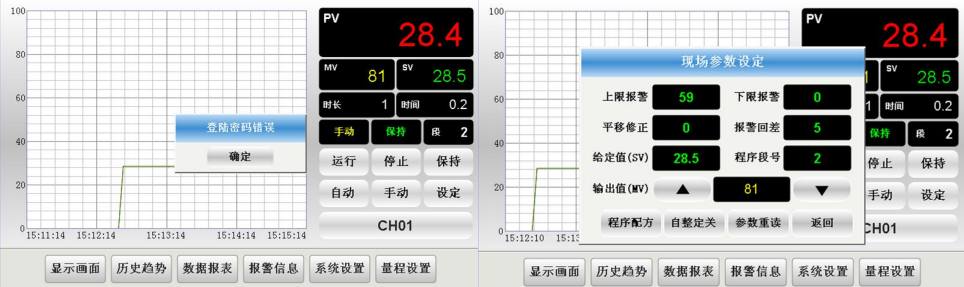 100
80
60
40
20
0
15:11:14 15:12:14 15:13:14 15:14:14 15:15:14
登陆密码错误
确定
PV
28.4
MV 81 SV 28.5
时长 1 时间 0.2
手动 保持 段 2
运行 停止 保持
自动 手动 设定
CH01
显示画面 历史趋势 数据报表 报警信息 系统设置 量程设置
100
80
60
40
20
0
15:12:10 15:13
PV
28.4
SV 28.5
1 时间 0.2
保持 段 2
停止 保持
手动 设定
CH01
现场参数设定
上限报警 59 下限报警 0
平移修正 0 报警回差 5
给定值(SV) 28.5 程序段号 2
输出值(MV) ▲ 81 ▼
程序配方 自整定关 参数重读 返回
显示画面 历史趋势 数据报表 报警信息 系统设置 量程设置